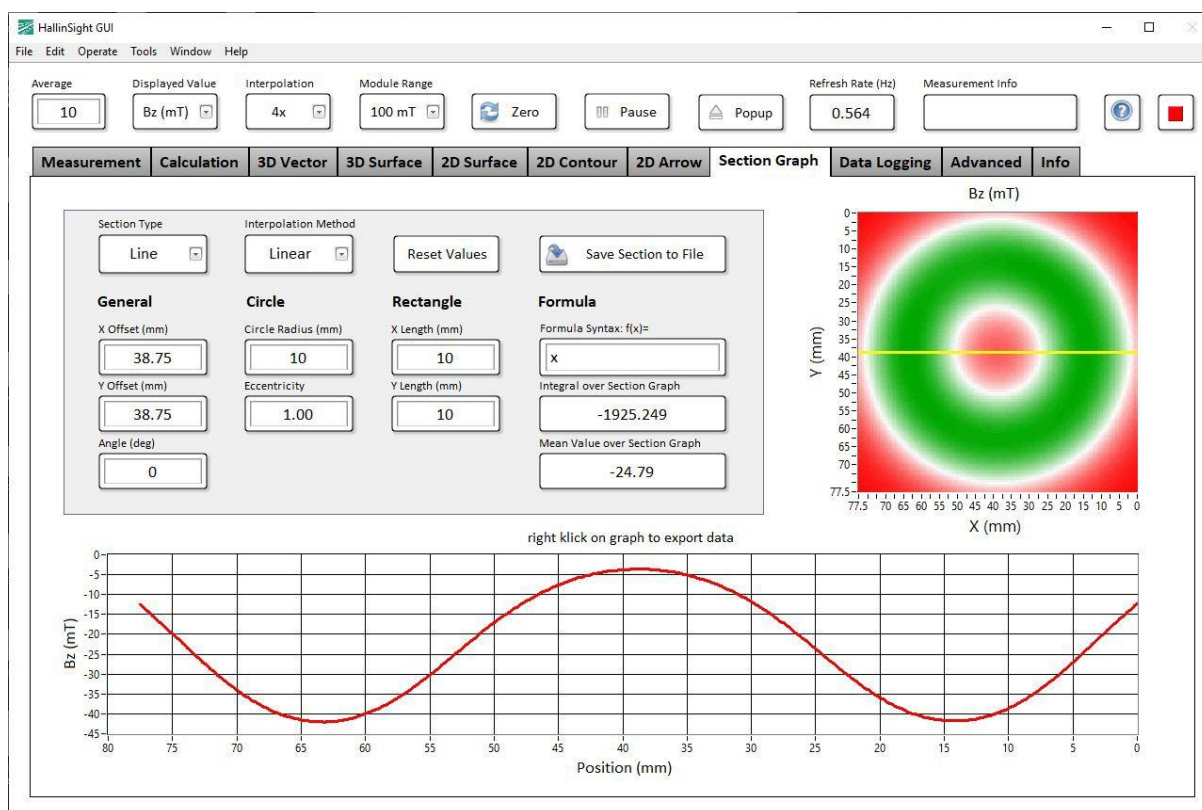 HallinSight GUI
File Edit Operate Tools Window Help
Average Displayed Value Interpolation Module Range Refresh Rate (Hz) Measurement Info
10 Bz (mT) 4x 100 mT Zero Pause Popup 0.564
Measurement Calculation 3D Vector 3D Surface 2D Surface 2D Contour 2D Arrow Section Graph Data Logging Advanced Info
Section Type Interpolation Method
Line Linear Reset Values Save Section to File
General Circle Rectangle Formula
X Offset (mm) Circle Radius (mm) X Length (mm) Formula Syntax: f(x)=
38.75 10 10 x
Y Offset (mm) Eccentricity Y Length (mm) Integral over Section Graph
38.75 1.00 10 -1925.249
Angle (deg) Mean Value over Section Graph
0 -24.79
Bz (mT)
0
5
10
15
20
25
30
35
40
45
50
55
60
65
70
77.5
Y (mm)
77.5 70 65 60 55 50 45 40 35 30 25 20 15 10 5 0
X (mm)
right klick on graph to export data
0
-5
-10
-15
-20
-25
-30
-35
-40
-45
Bz (mT)
80 75 70 65 60 55 50 45 40 35 30 25 20 15 10 5 0
Position (mm)